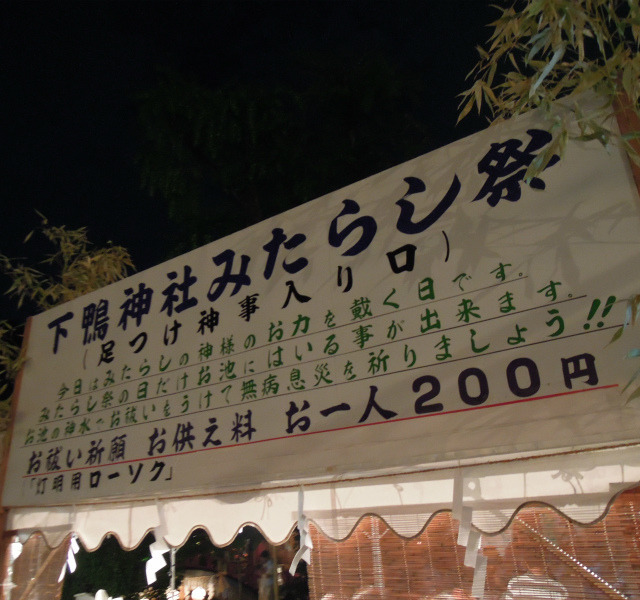 下鴨神社みたらし祭
(足つけ神事入り口)
今日はみたらしの神様のお力を戴く日です。
みたらし祭の日だけお池にはいる事が出来ます。
お池の神水でお祓いをうけて無病息災を祈りましょう!!
お祓い祈願 お供え料 お一人200円
「灯明用ローソク」